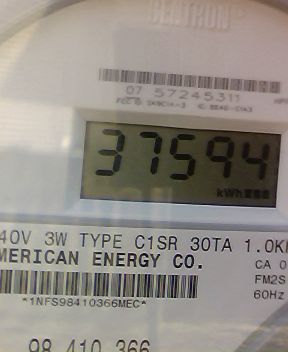 CENTRON
07 57245311
37594
kWh
40V 3W TYPE C1SR 30TA 1.0K
MERICAN ENERGY CO.
CA 0
FM2S
60Hz
*1NFS98410366MEC*
98 410 366